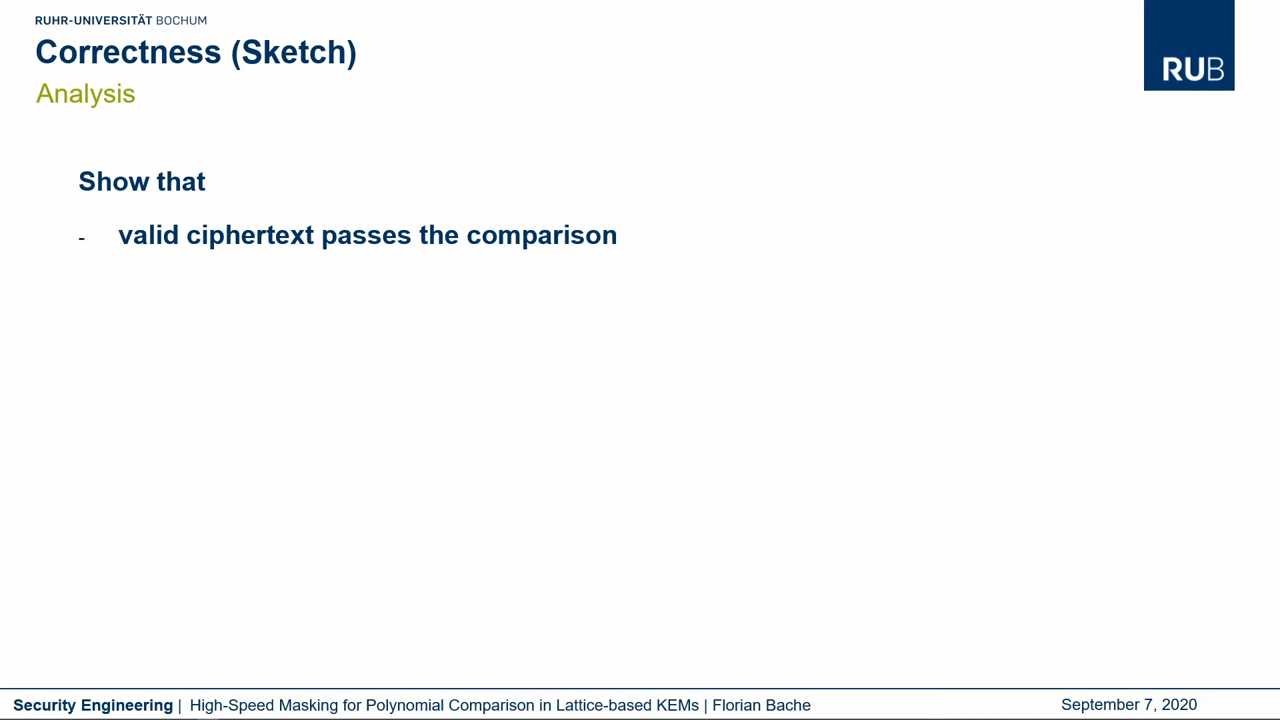 RUHR-UNIVERSITÄT BOCHUM
Correctness (Sketch)
Analysis
RUB
Show that
- valid ciphertext passes the comparison
Security Engineering | High-Speed Masking for Polynomial Comparison in Lattice-based KEMs | Florian Bache
September 7, 2020